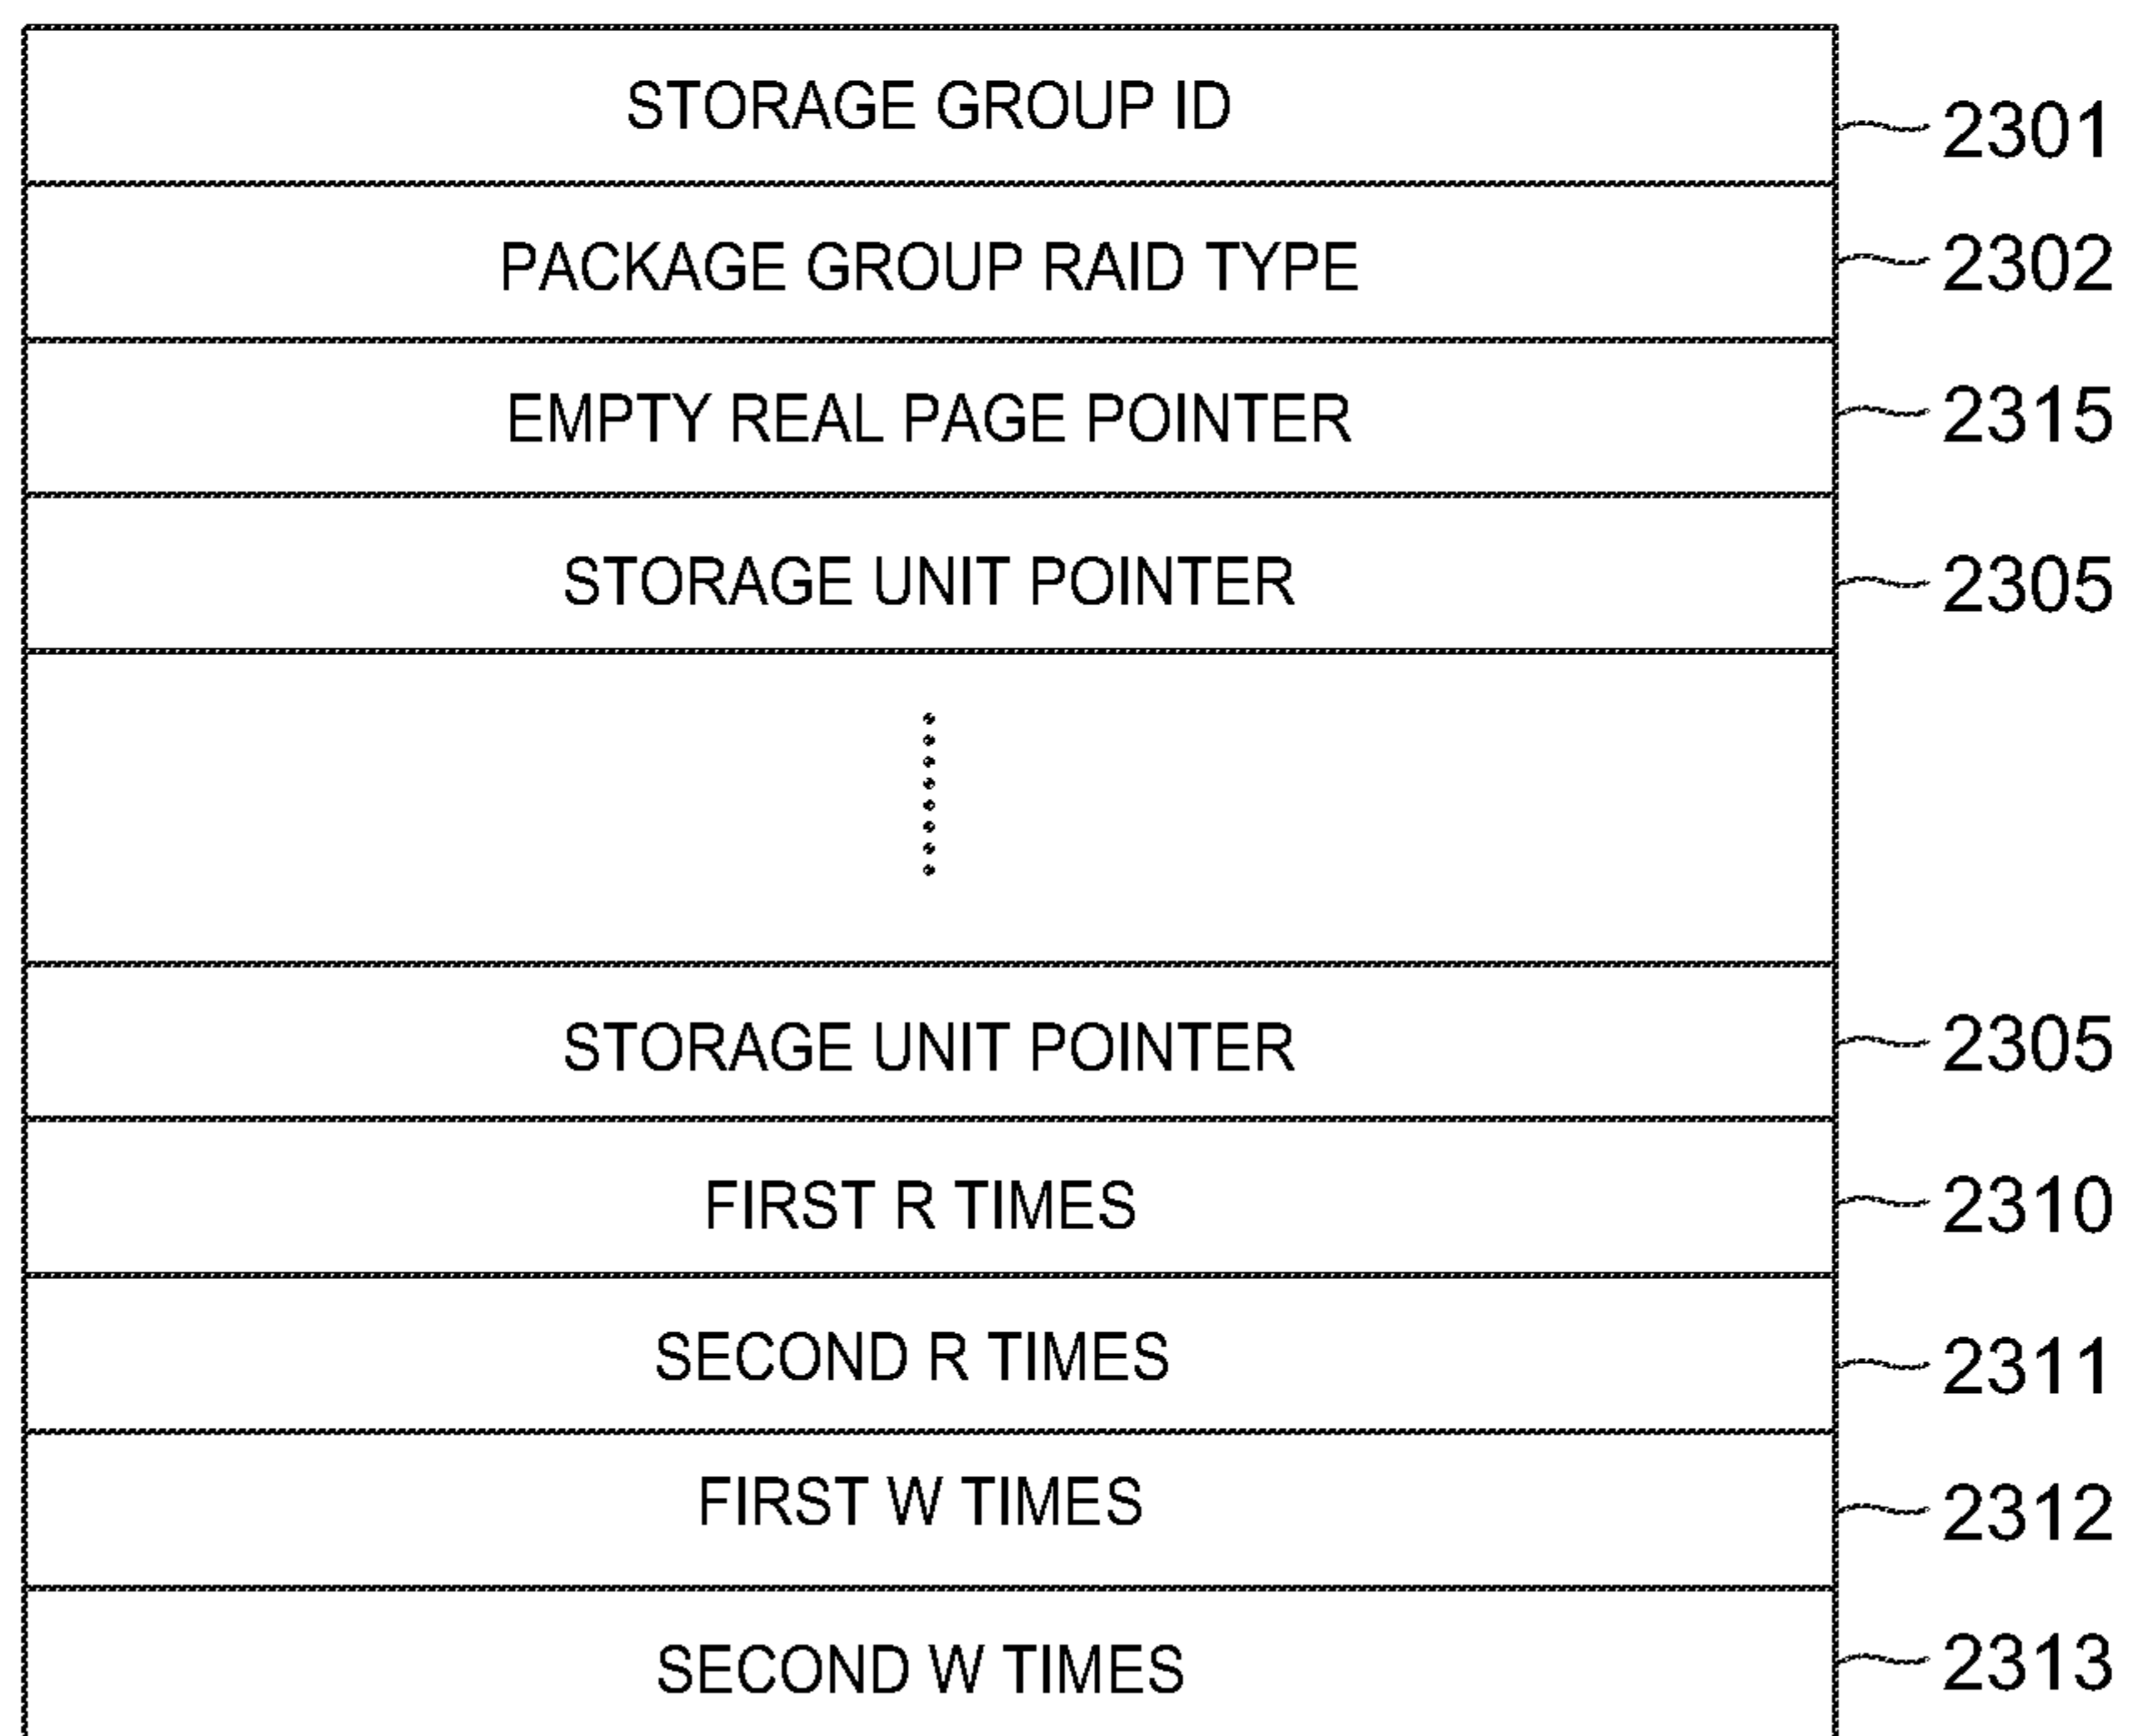 STORAGE GROUP ID 2301
PACKAGE GROUP RAID TYPE 2302
EMPTY REAL PAGE POINTER 2315
STORAGE UNIT POINTER 2305
STORAGE UNIT POINTER 2305
FIRST R TIMES 2310
SECOND R TIMES 2311
FIRST W TIMES 2312
SECOND W TIMES 2313